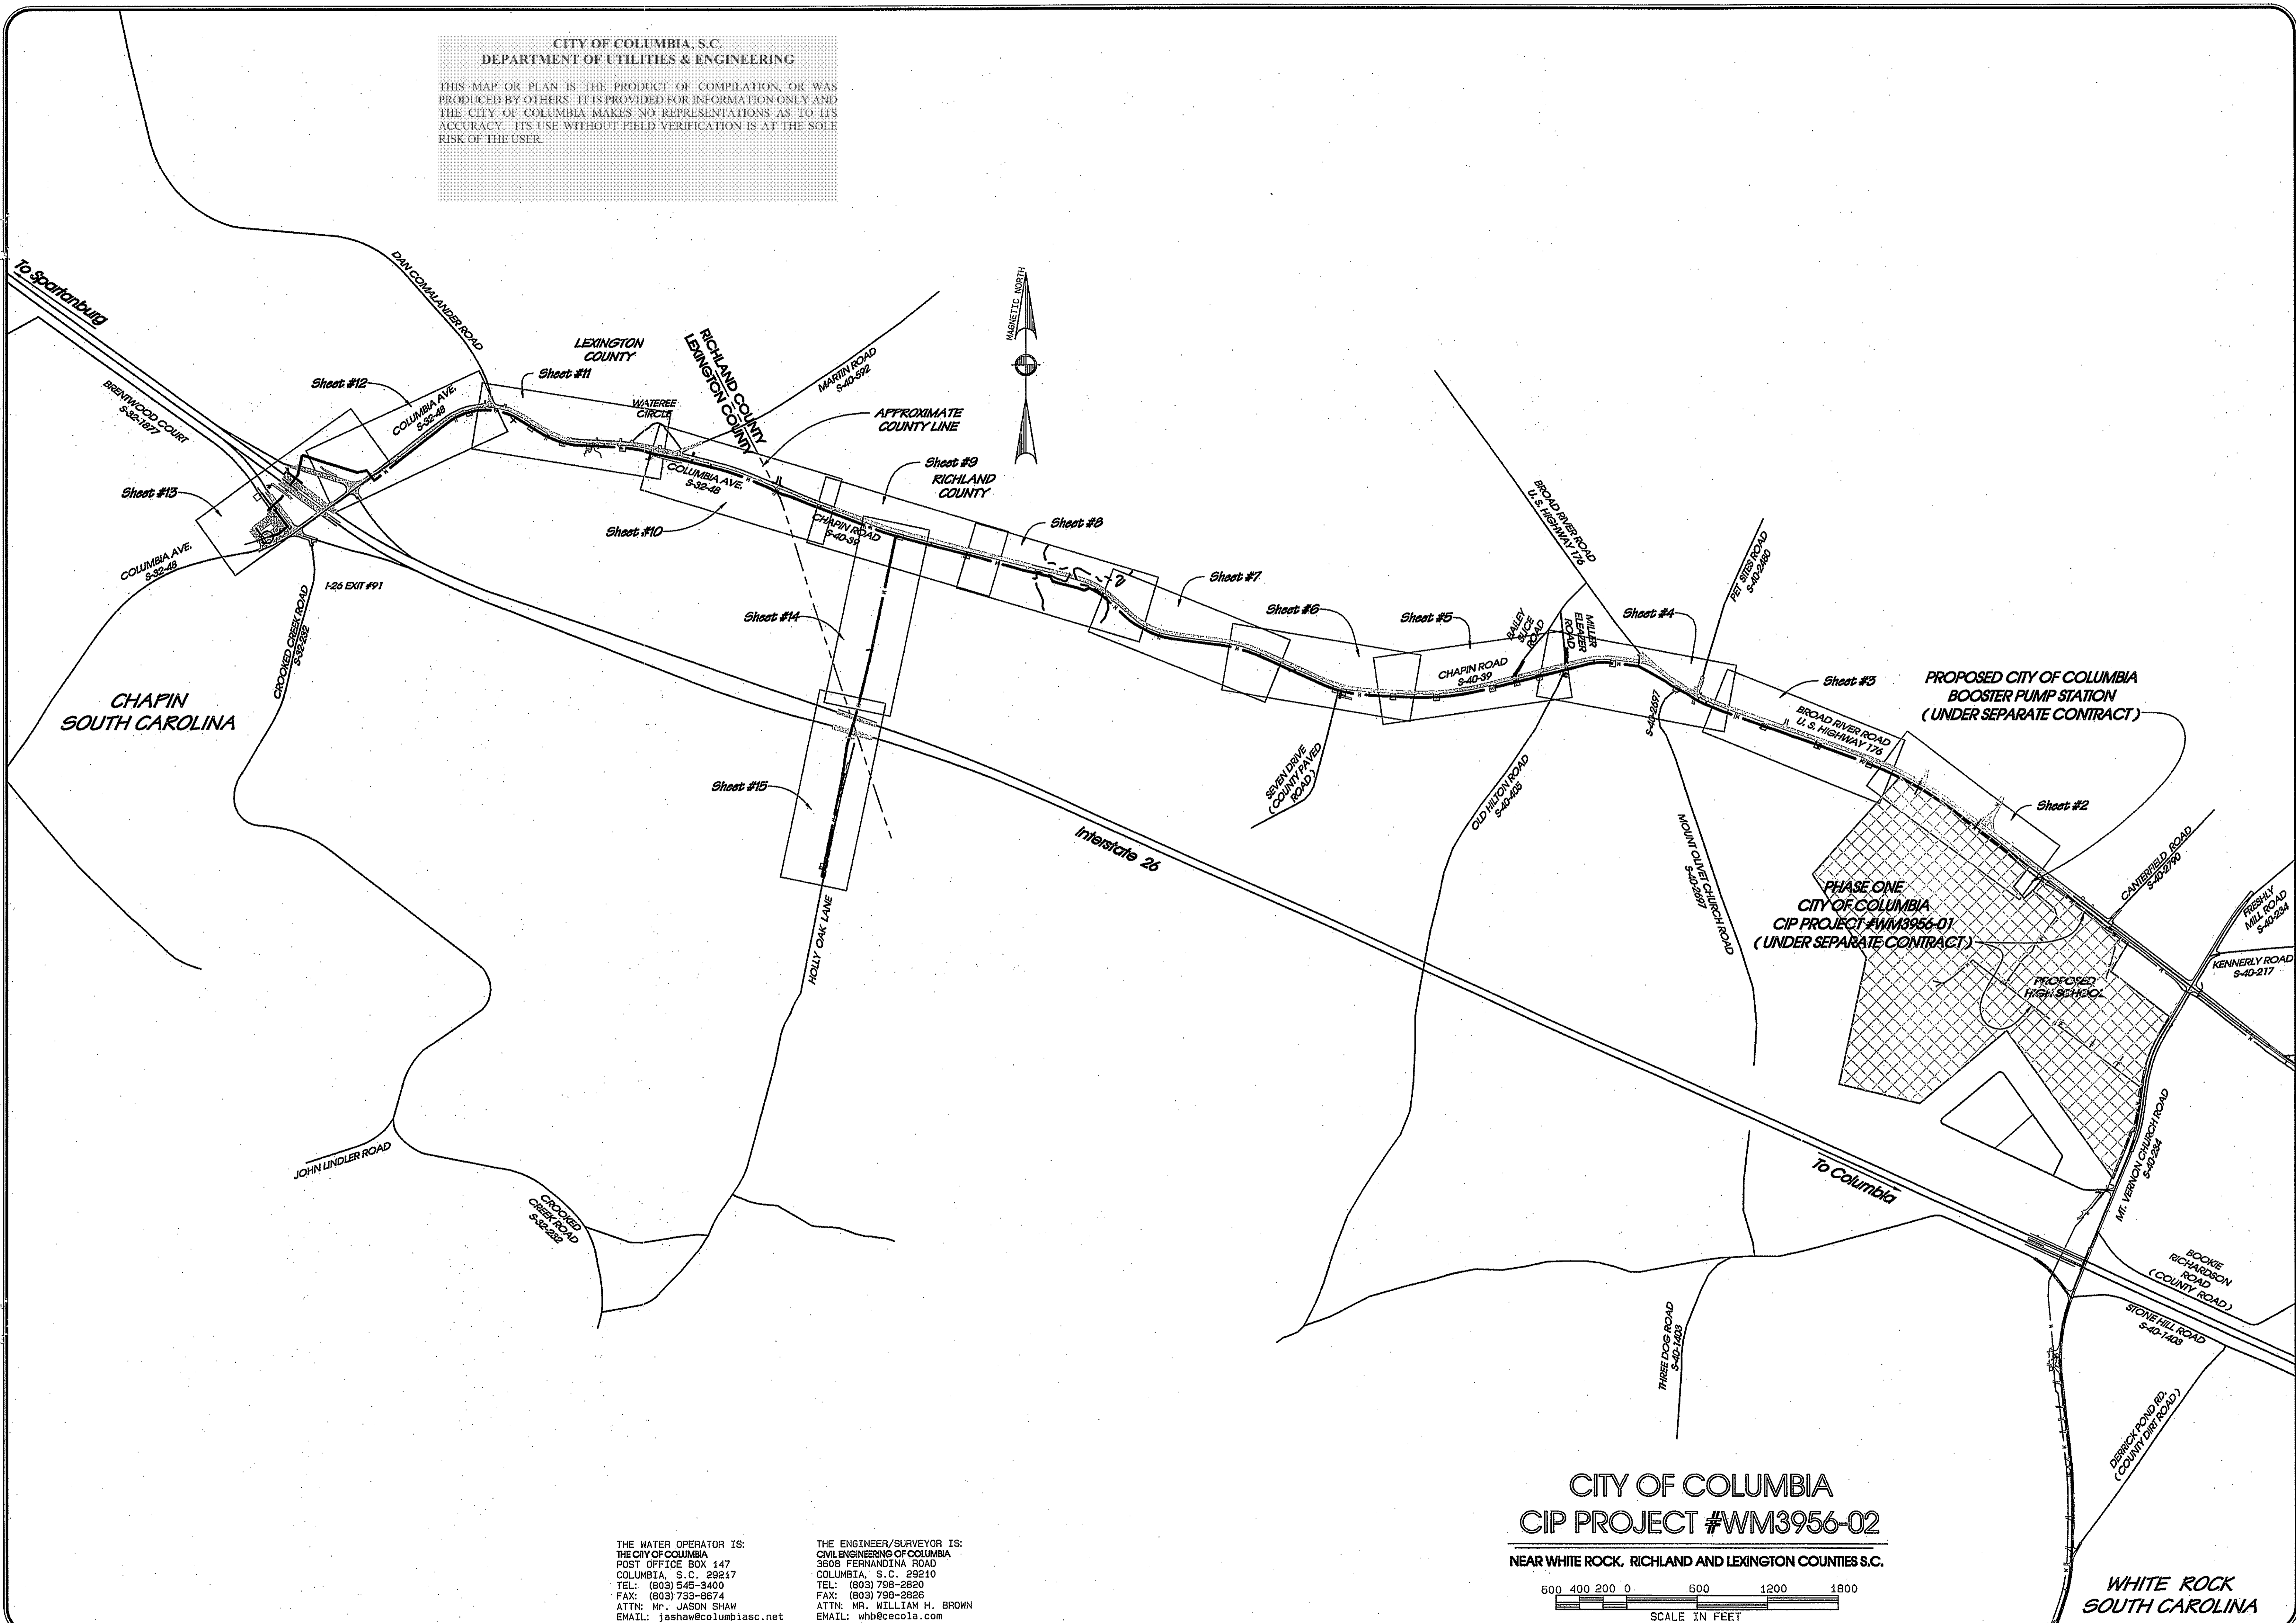 CITY OF COLUMBIA, S.C.
DEPARTMENT OF UTILITIES & ENGINEERING
THIS MAP OR PLAN IS THE PRODUCT OF COMPILATION, OR WAS
PRODUCED BY OTHERS. IT IS PROVIDED FOR INFORMATION ONLY AND
THE CITY OF COLUMBIA MAKES NO REPRESENTATIONS AS TO ITS
ACCURACY. ITS USE WITHOUT FIELD VERIFICATION IS AT THE SOLE
RISK OF THE USER.
To Spartanburg
DAN COMALANDER ROAD
BRENTWOOD COURT
S-32-1877
Sheet #12
COLUMBIA AVE.
S-32-48
LEXINGTON
COUNTY
Sheet #11
WATEREE
CIRCLE
RICHLAND COUNTY
LEXINGTON COUNTY
MARTIN ROAD
S-40-592
APPROXIMATE
COUNTY LINE
MAGNETIC NORTH
Sheet #13
COLUMBIA AVE.
S-32-48
I-26 EXIT #91
CROOKED CREEK ROAD
S-32-232
CHAPIN
SOUTH CAROLINA
Sheet #10
COLUMBIA AVE.
S-32-48
Sheet #9
RICHLAND
COUNTY
CHAPIN ROAD
S-40-39
Sheet #8
Sheet #7
Sheet #14
Sheet #15
Sheet #6
Sheet #5
CHAPIN ROAD
S-40-39
BAILEY
SLICE
ROAD
MILLER
ELEAZER
ROAD
BROAD RIVER ROAD
U. S. HIGHWAY 176
Sheet #4
PET SITES ROAD
S-40-2480
S-40-2697
Sheet #3
BROAD RIVER ROAD
U. S. HIGHWAY 176
PROPOSED CITY OF COLUMBIA
BOOSTER PUMP STATION
( UNDER SEPARATE CONTRACT )
Sheet #2
SEVEN DRIVE
( COUNTY PAVED
ROAD )
OLD HILTON ROAD
S-40-405
MOUNT OLIVET CHURCH ROAD
S-40-2697
Interstate 26
HOLLY OAK LANE
PHASE ONE
CITY OF COLUMBIA
CIP PROJECT #WM3956-01
( UNDER SEPARATE CONTRACT )
PROPOSED
HIGH SCHOOL
CANTERFIELD ROAD
S-40-2790
FRESHLY
MILL ROAD
S-40-234
KENNERLY ROAD
S-40-217
MT. VERNON CHURCH ROAD
S-40-234
To Columbia
JOHN LINDLER ROAD
CROOKED
CREEK ROAD
S-32-232
BOOKIE
RICHARDSON
ROAD
( COUNTY ROAD )
STONE HILL ROAD
S-40-1403
THREE DOG ROAD
S-40-1403
DERRICK POND RD.
( COUNTY DIRT ROAD )
THE WATER OPERATOR IS:
THE CITY OF COLUMBIA
POST OFFICE BOX 147
COLUMBIA, S.C. 29217
TEL: (803) 545-3400
FAX: (803) 733-8674
ATTN: Mr. JASON SHAW
EMAIL: jashaw@columbiasc.net
THE ENGINEER/SURVEYOR IS:
CIVIL ENGINEERING OF COLUMBIA
3608 FERNANDINA ROAD
COLUMBIA, S.C. 29210
TEL: (803) 798-2820
FAX: (803) 798-2826
ATTN: MR. WILLIAM H. BROWN
EMAIL: whb@cecola.com
CITY OF COLUMBIA
CIP PROJECT #WM3956-02
NEAR WHITE ROCK, RICHLAND AND LEXINGTON COUNTIES S.C.
600 400 200 0 600 1200 1800
SCALE IN FEET
WHITE ROCK
SOUTH CAROLINA